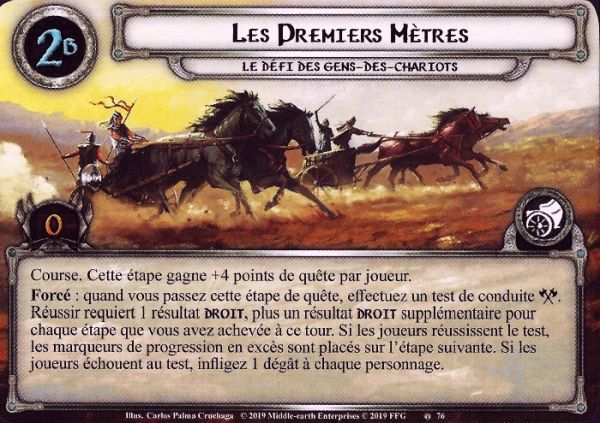 2B
LES PREMIERS MÈTRES
LE DÉFI DES GENS-DES-CHARIOTS
0
Course. Cette étape gagne +4 points de quête par joueur.
Forcé : quand vous passez cette étape de quête, effectuez un test de conduite.
Réussir requiert 1 résultat DROIT, plus un résultat DROIT supplémentaire pour
chaque étape que vous avez achevée à ce tour. Si les joueurs réussissent le test,
les marqueurs de progression en excès sont placés sur l'étape suivante. Si les
joueurs échouent au test, infligez 1 dégât à chaque personnage.
Illus. Carlos Palma Cruchaga © 2019 Middle-earth Enterprises © 2019 FFG 76